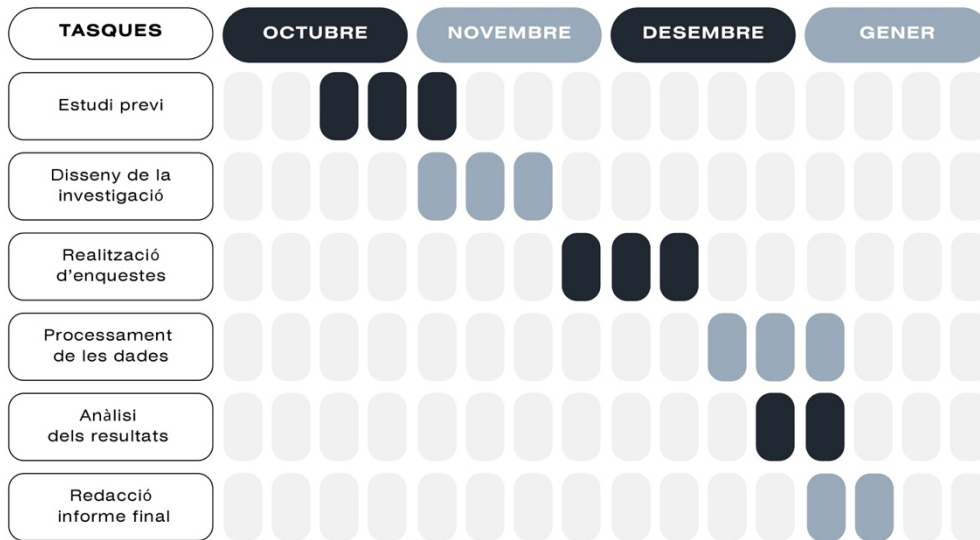 TASQUES
OCTUBRE
NOVEMBRE
DESEMBRE
GENER
Estudi previ
Disseny de la
investigació
Realització
d'enquestes
Processament
de les dades
Anàlisi
dels resultats
Redacció
informe final